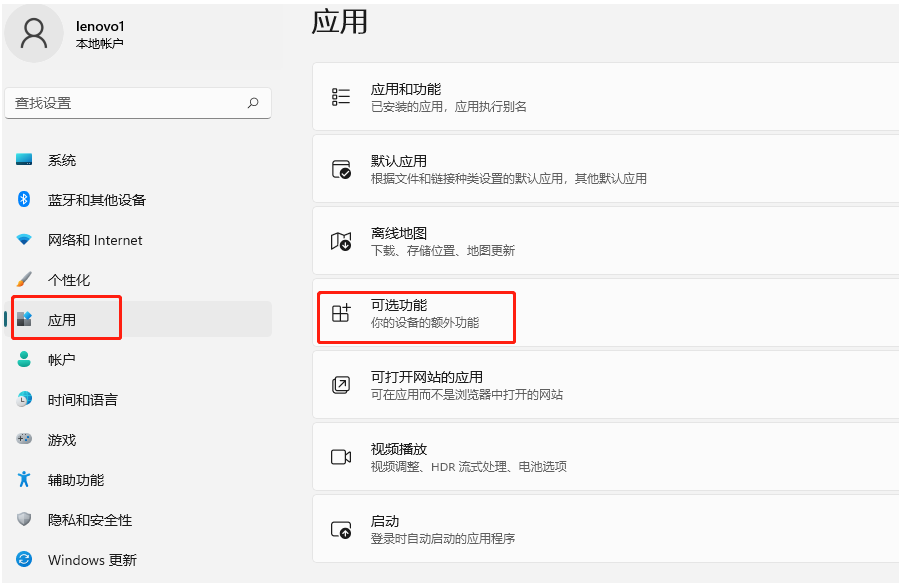 lenovo1
本地帐户
查找设置
系统
蓝牙和其他设备
网络和 Internet
个性化
应用
帐户
时间和语言
游戏
辅助功能
隐私和安全性
Windows 更新
应用
应用和功能
已安装的应用，应用执行别名
默认应用
根据文件和链接种类设置的默认应用，其他默认应用
离线地图
下载、存储位置、地图更新
可选功能
你的设备的额外功能
可打开网站的应用
可在应用而不是浏览器中打开的网站
视频播放
视频调整、HDR 流式处理、电池选项
启动
登录时自动启动的应用程序